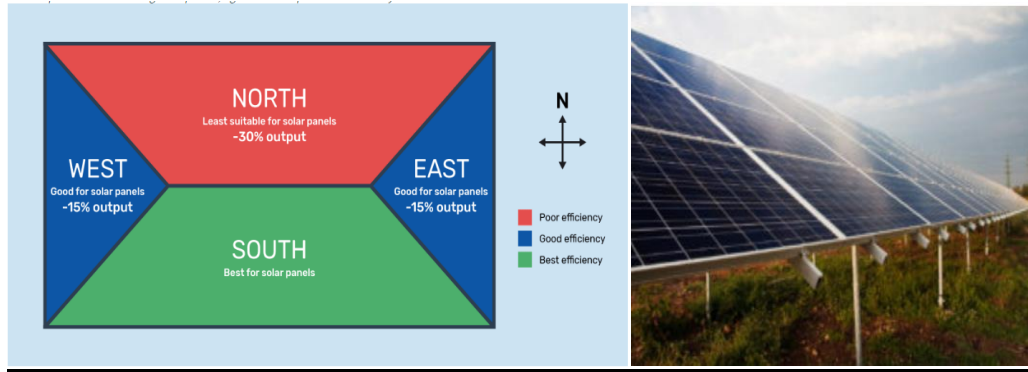 NORTH
Least suitable for solar panels
-30% output
N
WEST
Good for solar panels
-15% output
EAST
Good for solar panels
-15% output
SOUTH
Best for solar panels
Poor efficiency
Good efficiency
Best efficiency